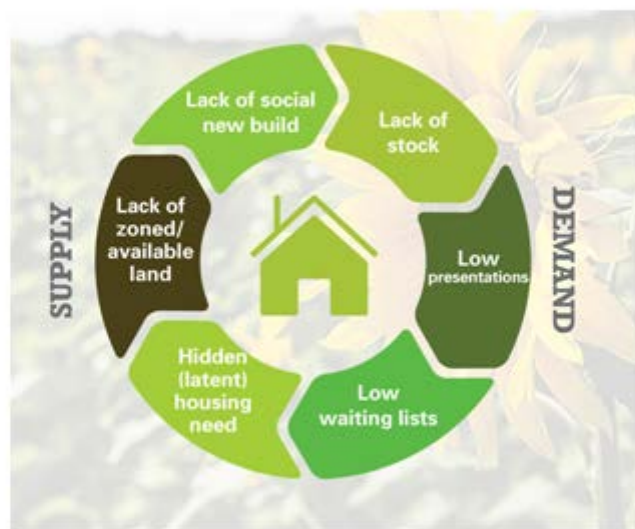 Lack of social
new build
Lack of
stock
Low
presentations
Low
waiting lists
Hidden
(latent)
housing
need
Lack of
zoned/
available
land
SUPPLY
DEMAND